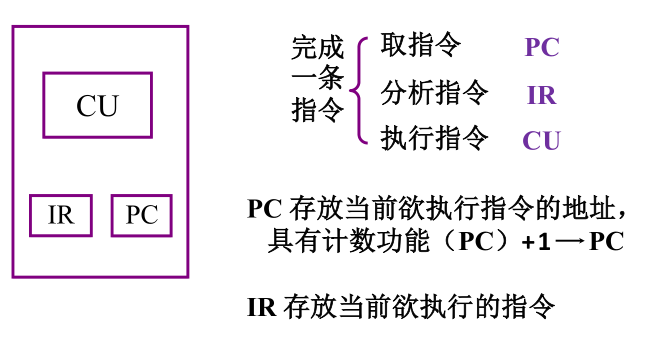 CU
IR
PC
完成
一条
指令
取指令 PC
分析指令 IR
执行指令 CU
PC 存放当前欲执行指令的地址，
具有计数功能（PC）+1→PC
IR 存放当前欲执行的指令